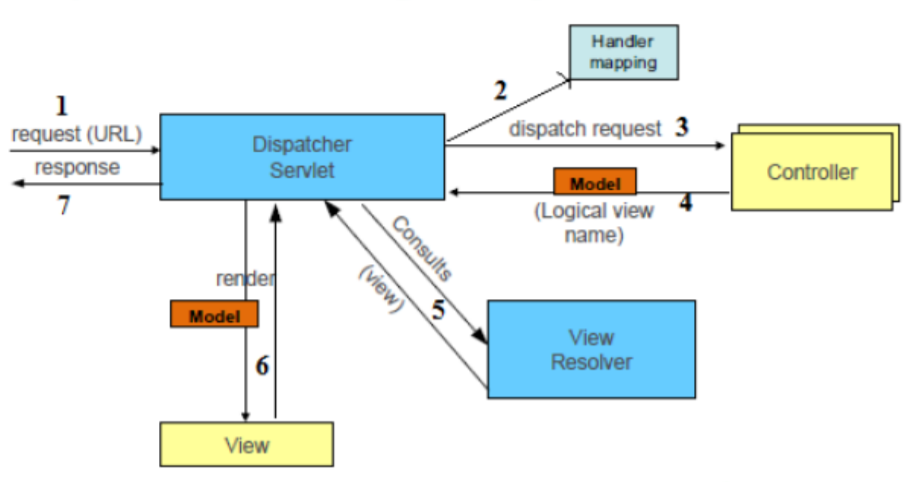 Handler
mapping
2
1
request (URL)
Dispatcher
Servlet
dispatch request 3
response
7
Controller
Model
4
(Logical view
name)
Consults
(view)
5
render
Model
6
View
Resolver
View